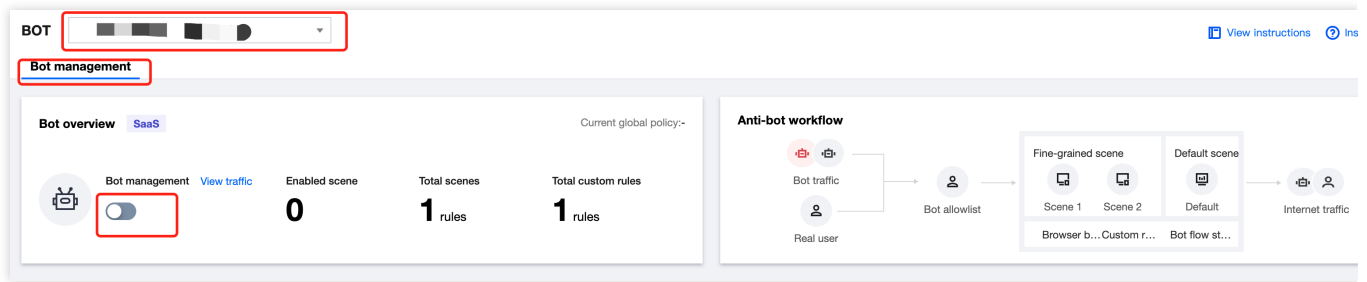 BOT
View instructions
Ins
Bot management
Bot overview SaaS
Current global policy:-
Bot management View traffic
Enabled scene
0
Total scenes
1 rules
Total custom rules
1 rules
Anti-bot workflow
Bot traffic
Real user
Bot allowlist
Fine-grained scene
Scene 1
Scene 2
Default scene
Default
Browser b...
Custom r...
Bot flow st...
Internet traffic